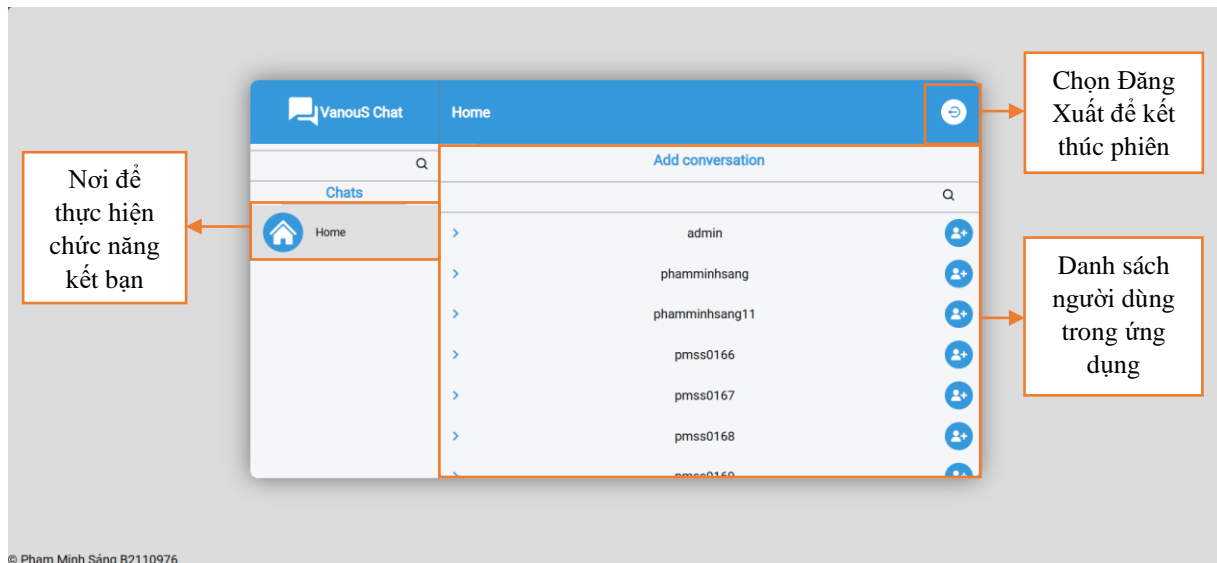 VanouS Chat
Home
Chọn Đăng
Xuất để kết
thúc phiên
Nơi để
thực hiện
chức năng
kết bạn
Chats
Home
Add conversation
admin
phamminhsang
phamminhsang11
pmss0166
pmss0167
pmss0168
pmss0169
Danh sách
người dùng
trong ứng
dụng
© Phạm Minh Sáng B2110976